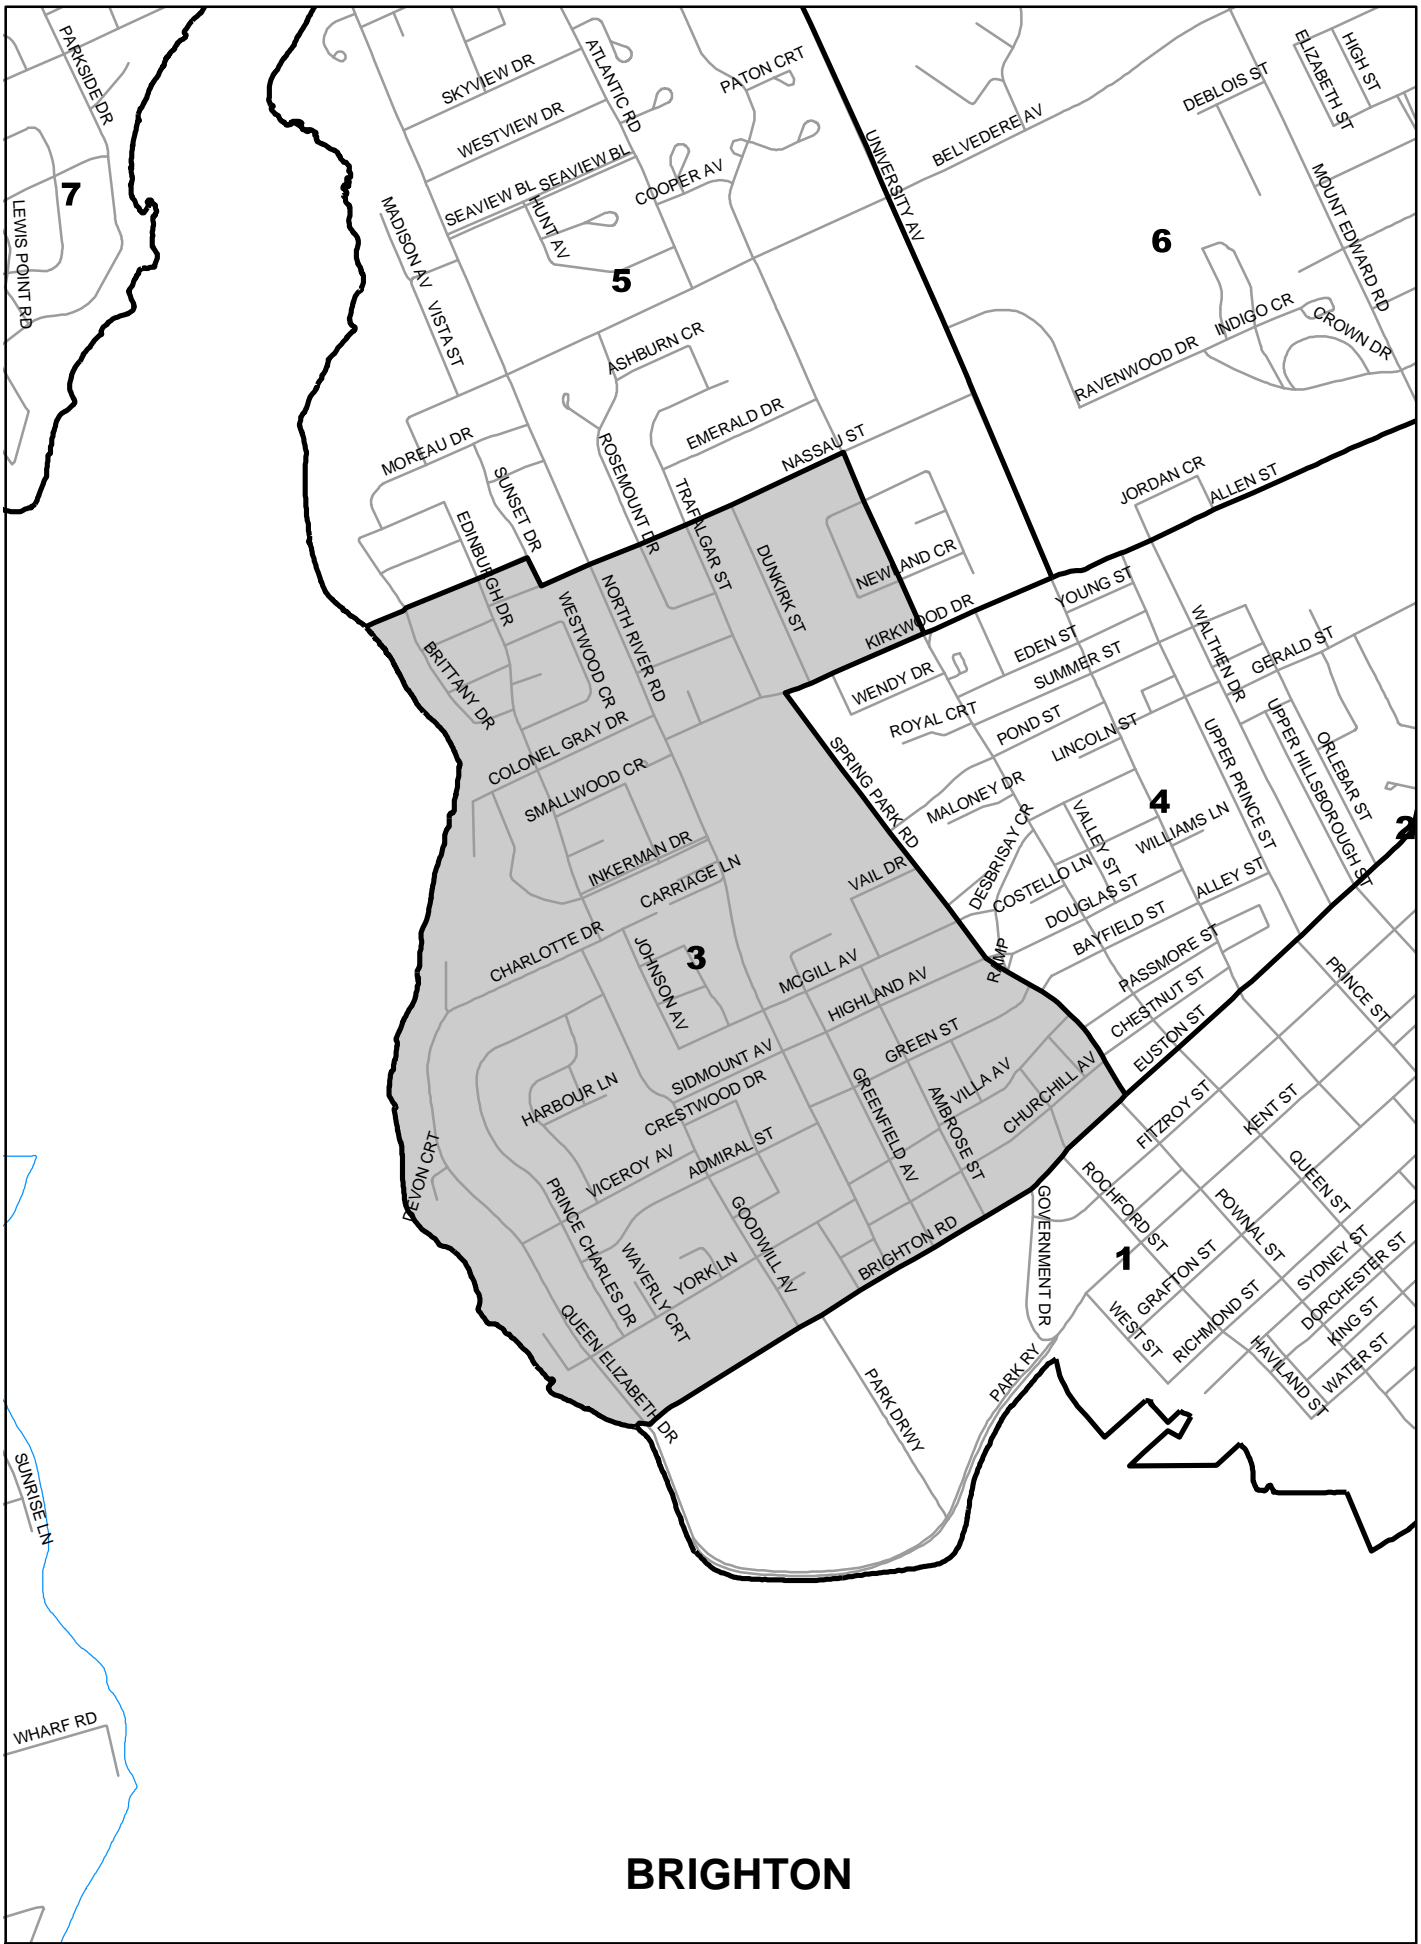 PARKSIDE DR
7
LEWIS POINT RD
SKYVIEW DR
ATLANTIC RD
PATON CRT
WESTVIEW DR
SEAVIEW BL
SEAVIEW BL
COOPER AV
HUNT AV
MADISON AV
VISTA ST
5
UNIVERSITY AV
BELVEDERE AV
DEBLOIS ST
ELIZABETH ST
HIGH ST
MOUNT EDWARD RD
6
INDIGO CR
CROWN DR
RAVENWOOD DR
ASHBURN CR
EMERALD DR
NASSAU ST
MOREAU DR
SUNSET DR
ROSEMOUNT DR
TRAFALGAR ST
JORDAN CR
ALLEN ST
EDINBURGH DR
WESTWOOD CR
NORTH RIVER RD
DUNKIRK ST
NEWLAND CR
KIRKWOOD DR
YOUNG ST
EDEN ST
SUMMER ST
WALTHEN DR
GERALD ST
BRITTANY DR
WENDY DR
ROYAL CRT
POND ST
LINCOLN ST
COLONEL GRAY DR
SMALLWOOD CR
SPRING PARK RD
MALONEY DR
UPPER PRINCE ST
UPPER HILLSBOROUGH ST
ORLEBAR ST
4
2
DESBRISAY CR
VALLEY ST
WILLIAMS LN
INKERMAN DR
CARRIAGE LN
VAIL DR
COSTELLO LN
DOUGLAS ST
ALLEY ST
BAYFIELD ST
CHARLOTTE DR
JOHNSON AV
3
MCGILL AV
HIGHLAND AV
RAMP
PASSMORE ST
CHESTNUT ST
EUSTON ST
PRINCE ST
GREEN ST
SIDMOUNT AV
CRESTWOOD DR
HARBOUR LN
GREENFIELD AV
AMBROSE ST
VILLA AV
CHURCHILL AV
FITZROY ST
KENT ST
VICEROY AV
ADMIRAL ST
DEVON CRT
PRINCE CHARLES DR
GOODWILL AV
BRIGHTON RD
GOVERNMENT DR
ROCHFORD ST
QUEEN ST
POWNAL ST
1
GRAFTON ST
SYDNEY ST
DORCHESTER ST
WAVERLY CRT
YORK LN
WEST ST
RICHMOND ST
KING ST
WATER ST
HAVILAND ST
QUEEN ELIZABETH DR
PARK DRWY
PARK RY
SUNRISE LN
WHARF RD
BRIGHTON